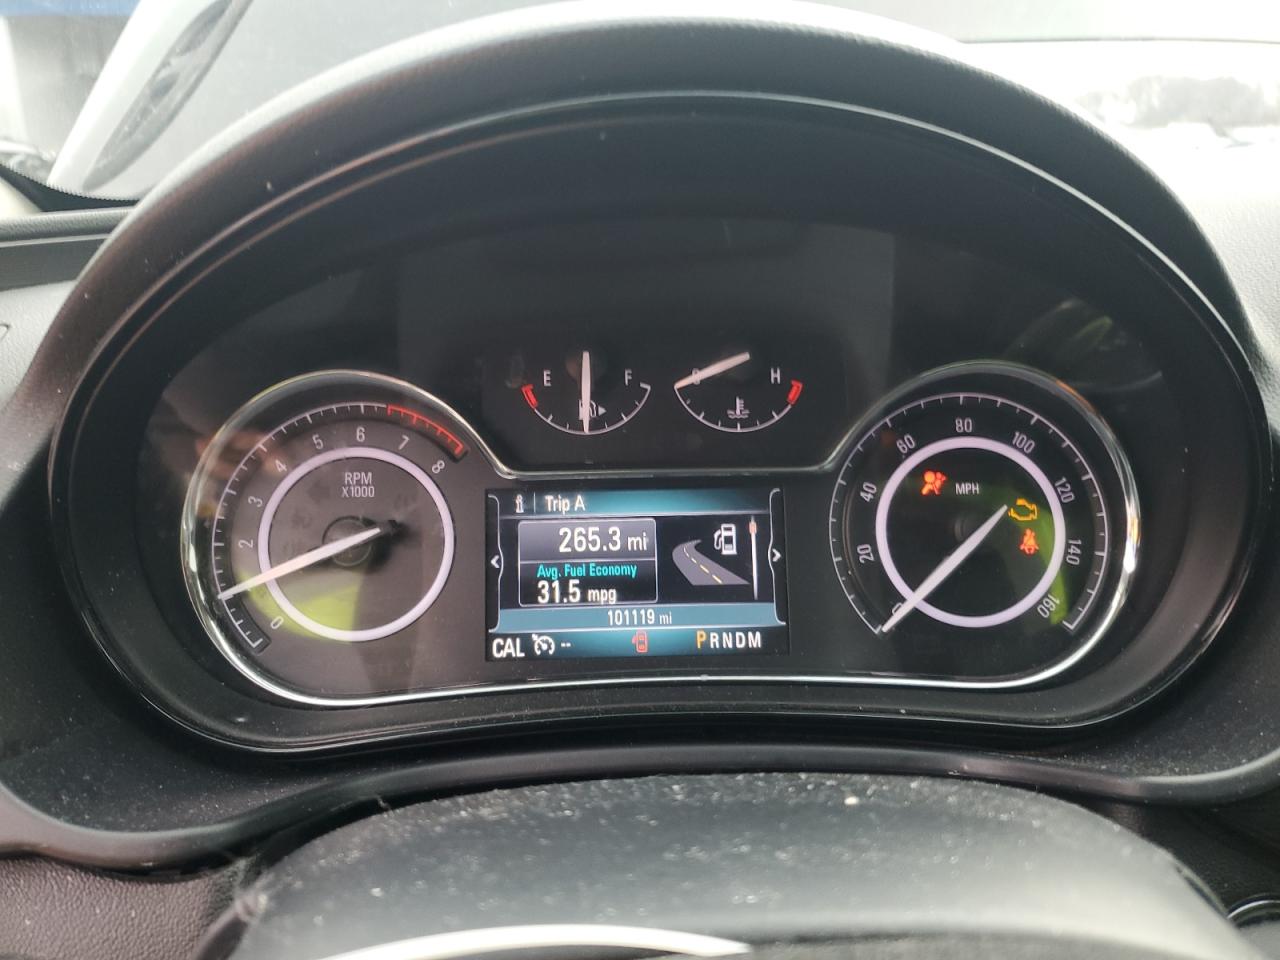 E F
C H
0 1 2 3 4 5 6 7 8
RPM
X1000
Trip A
265.3 mi
Avg. Fuel Economy
31.5 mpg
101119 mi
CAL -- PRNDM
0 20 40 60 80 100 120 140 160
MPH